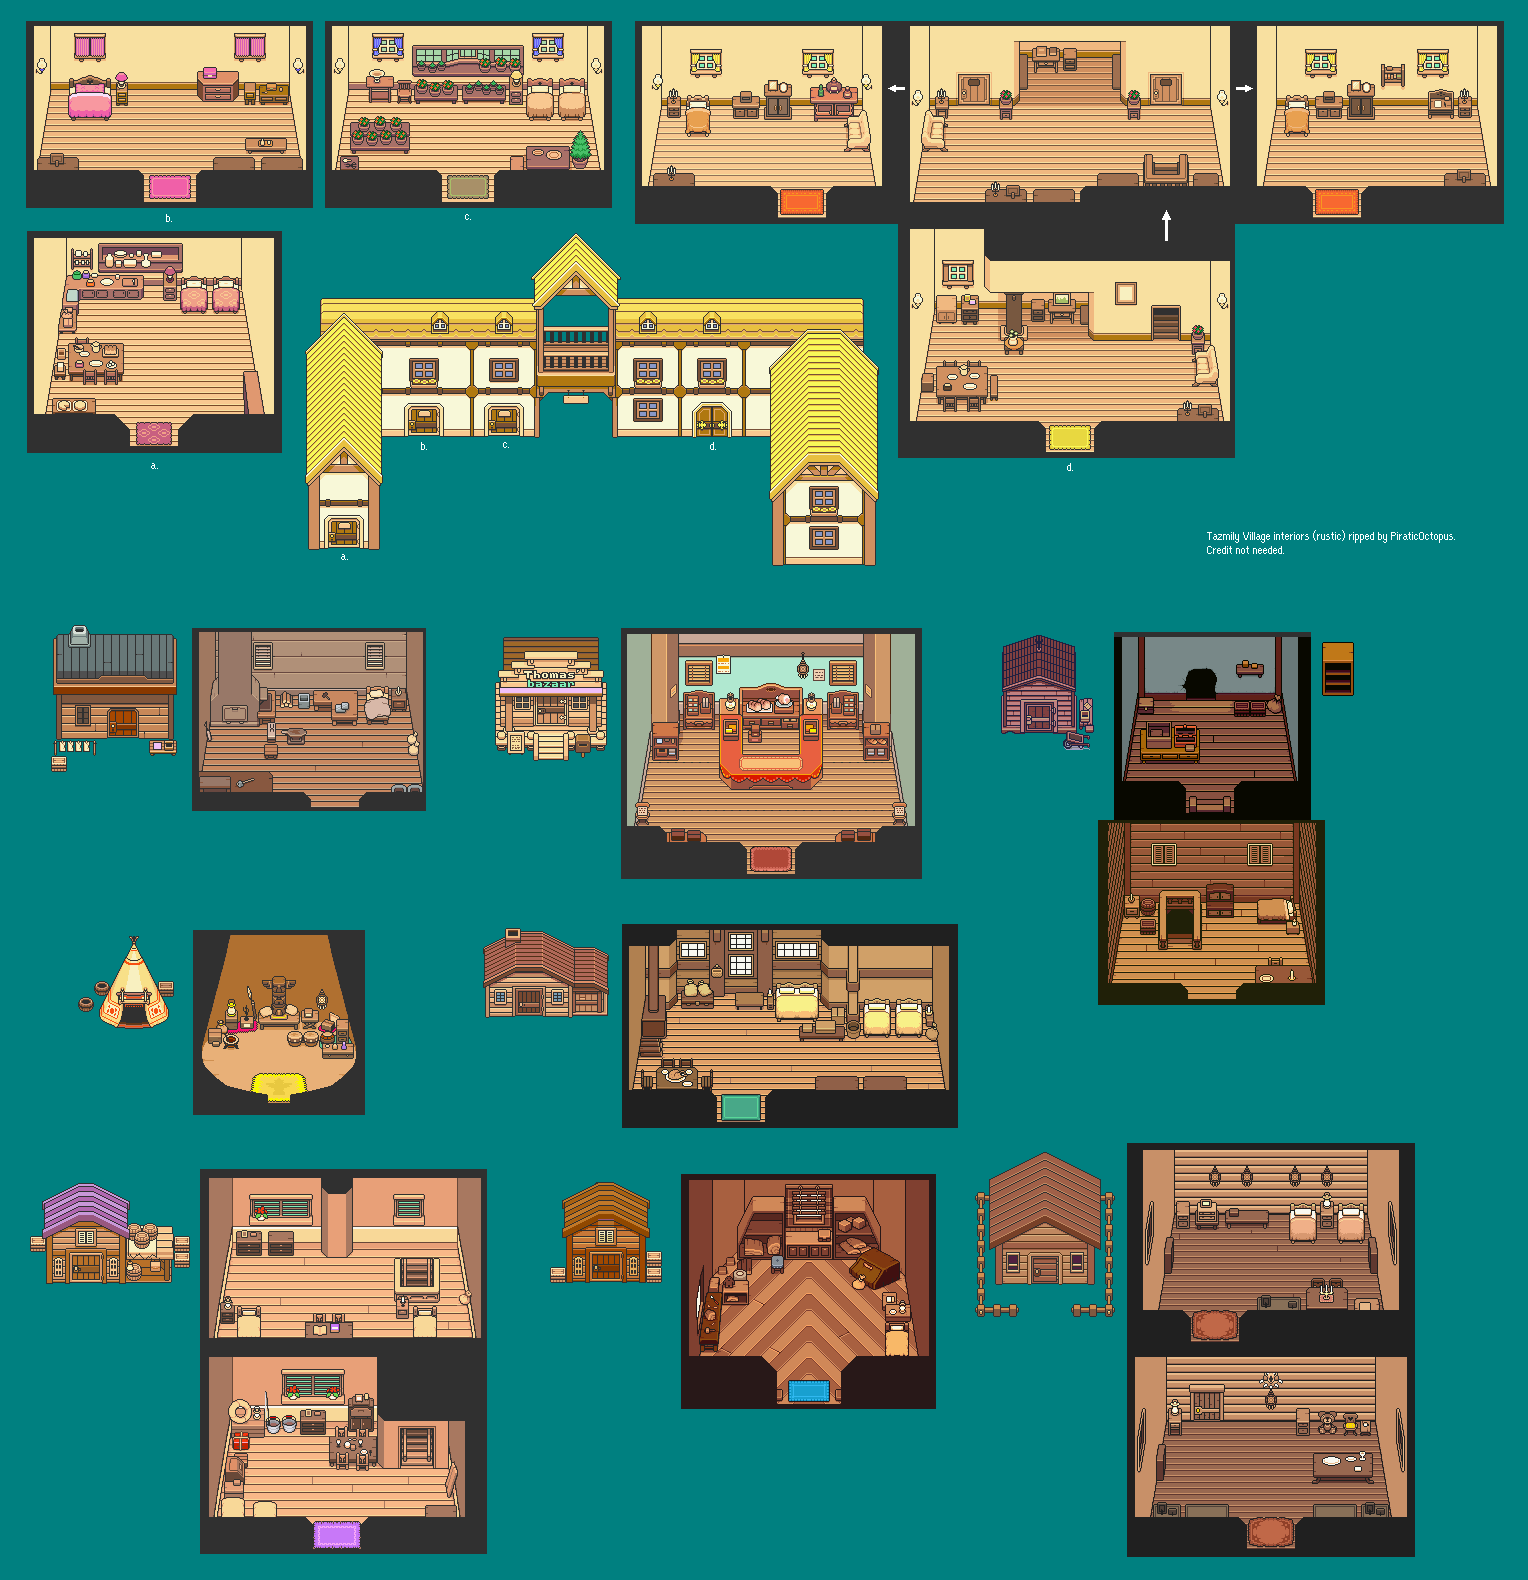 b.
c.
a.
b.
c.
d.
d.
a.
Tazmily Village interiors (rustic) ripped by PiraticOctopus.
Credit not needed.
Thomas
bazaar